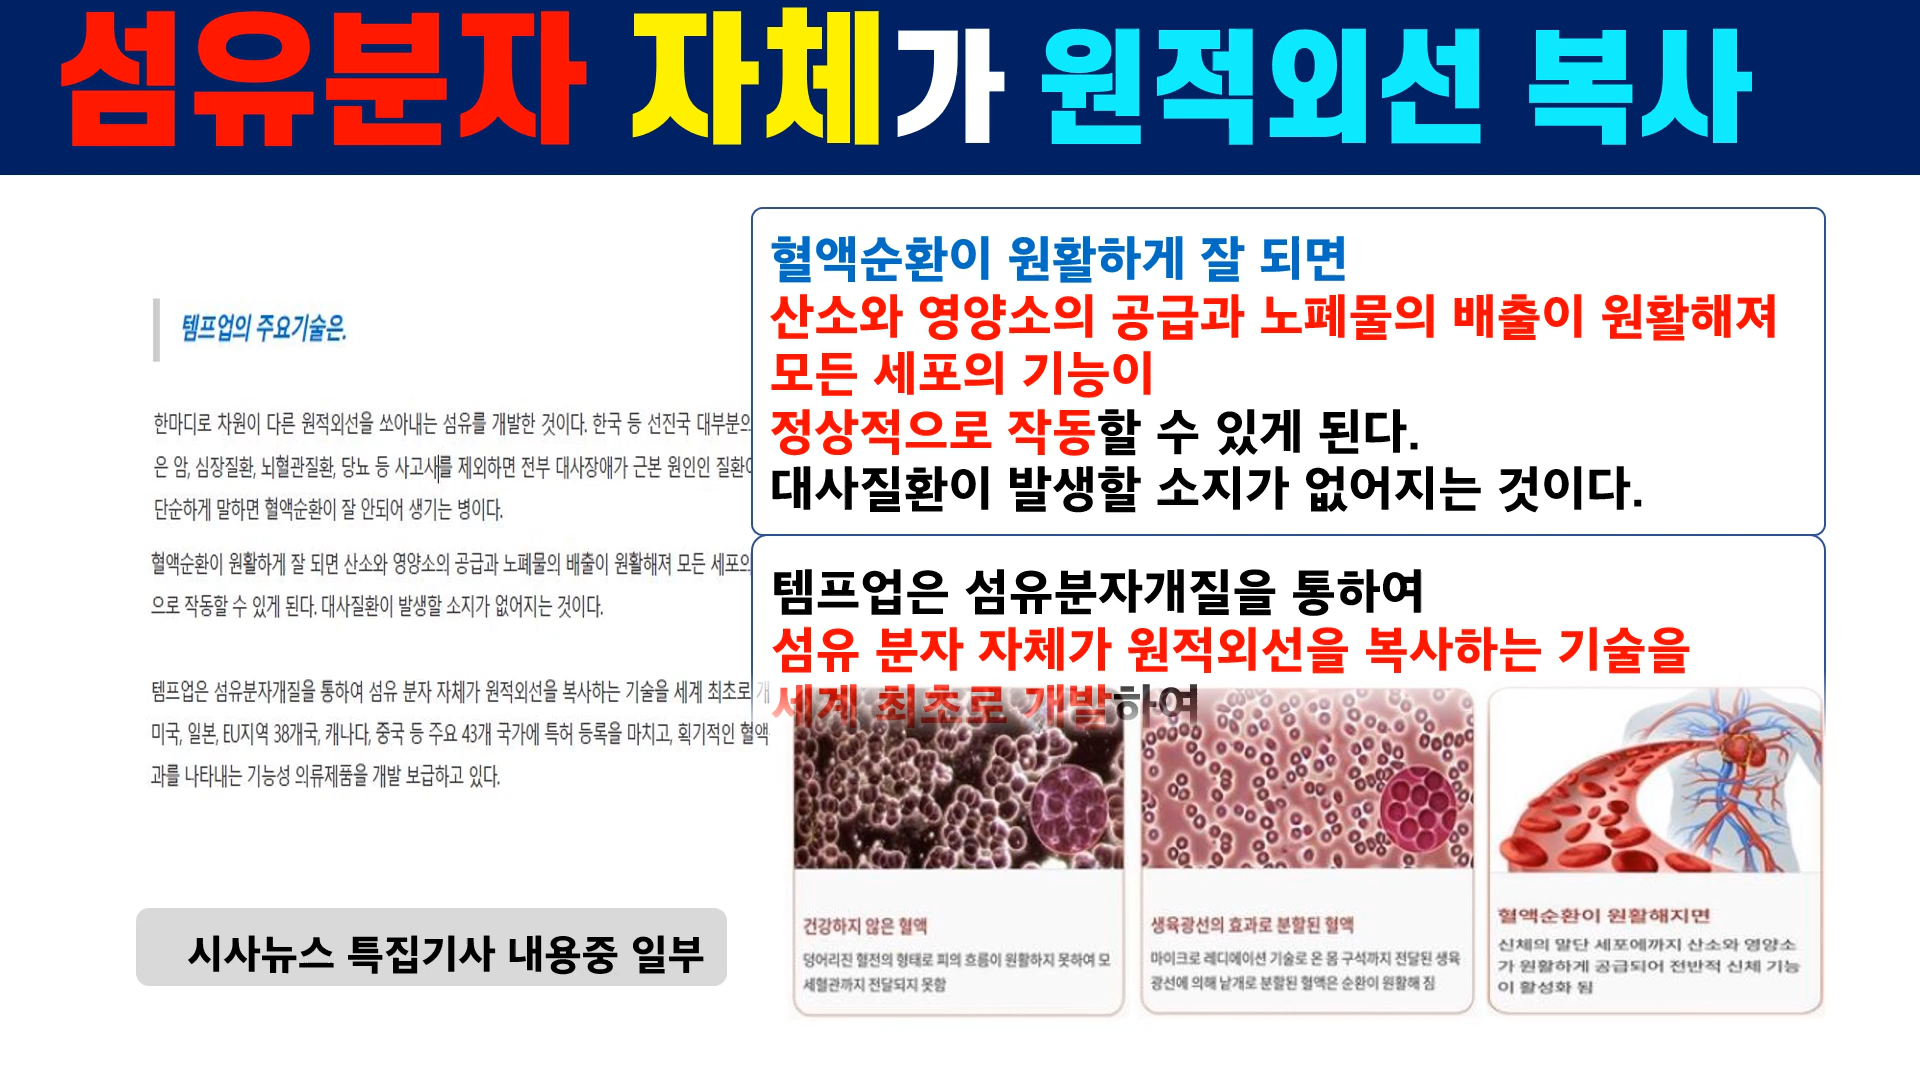 섬유분자 자체가 원적외선 복사
템프업의 주요기술은.
한마디로 차원이 다른 원적외선을 쏘아내는 섬유를 개발한 것이다. 한국 등 선진국 대부분의
은 암, 심장질환, 뇌혈관질환, 당뇨 등 사고사를 제외하면 전부 대사장애가 근본 원인인
단순하게 말하면 혈액순환이 잘 안되어 생기는 병이다.
혈액순환이 원활하게 잘 되면 산소와 영양소의 공급과 노폐물의 배출이 원활해져 모든 세포의
으로 작동할 수 있게 된다. 대사질환이 발생할 소지가 없어지는 것이다.
템프업은 섬유분자개질을 통하여 섬유 분자 자체가 원적외선을 복사하는 기술을 세계 최초로 개
미국, 일본, EU지역 38개국, 캐나다, 중국 등 주요 43개 국가에 특허 등록을 마치고, 획기적인 혈액
과를 나타내는 기능성 의류제품을 개발 보급하고 있다.
시사뉴스 특집기사 내용중 일부
혈액순환이 원활하게 잘 되면
산소와 영양소의 공급과 노폐물의 배출이 원활해져
모든 세포의 기능이
정상적으로 작동할 수 있게 된다.
대사질환이 발생할 소지가 없어지는 것이다.
템프업은 섬유분자개질을 통하여
섬유 분자 자체가 원적외선을 복사하는 기술을
세계 최초로 개발하여
건강하지 않은 혈액
덩어리진 혈전의 형태로 피의 흐름이 원활하지 못하여 모
세혈관까지 전달되지 못함
생육광선의 효과로 분할된 혈액
마이크로 레디에이션 기술로 온 몸 구석까지 전달된 생육
광선에 의해 낱개로 분할된 혈액은 순환이 원활해 짐
혈액순환이 원활해지면
신체의 말단 세포에까지 산소와 영양소
가 원활하게 공급되어 전반적 신체 기능
이 활성화 됨